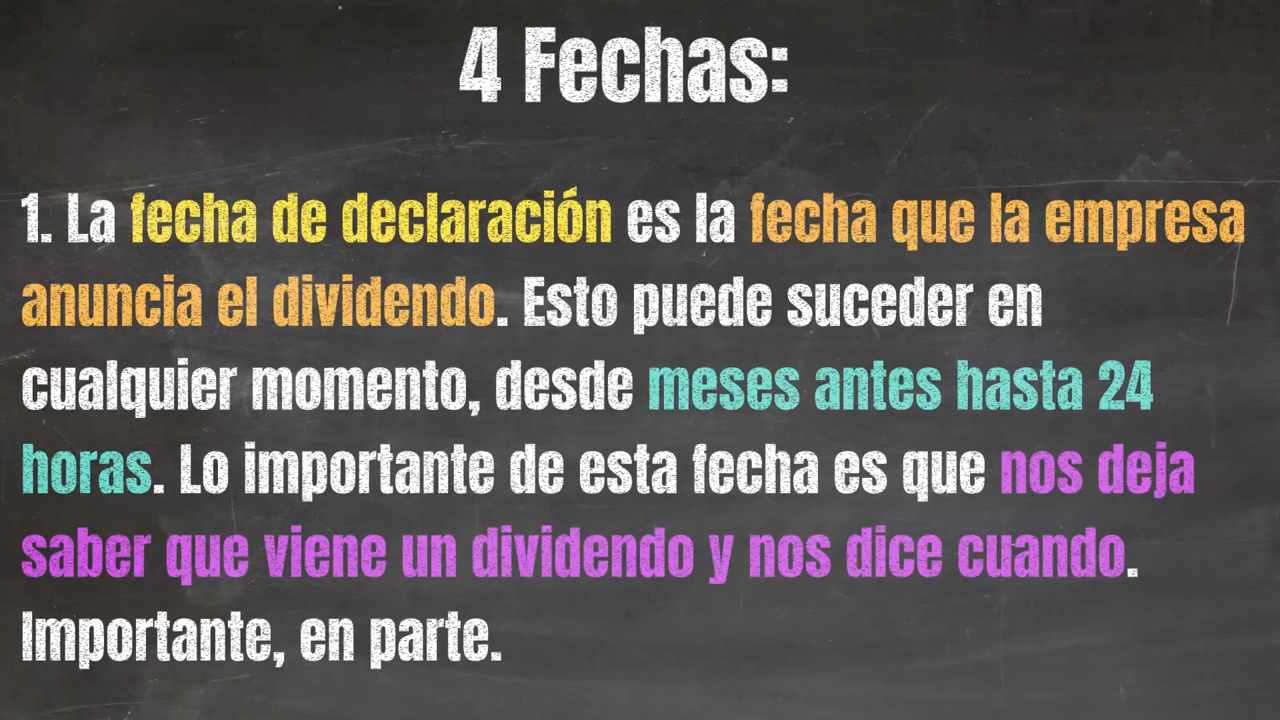 4 Fechas:
1. La fecha de declaración es la fecha que la empresa
anuncia el dividendo. Esto puede suceder en
cualquier momento, desde meses antes hasta 24
horas. Lo importante de esta fecha es que nos deja
saber que viene un dividendo y nos dice cuando.
Importante, en parte.